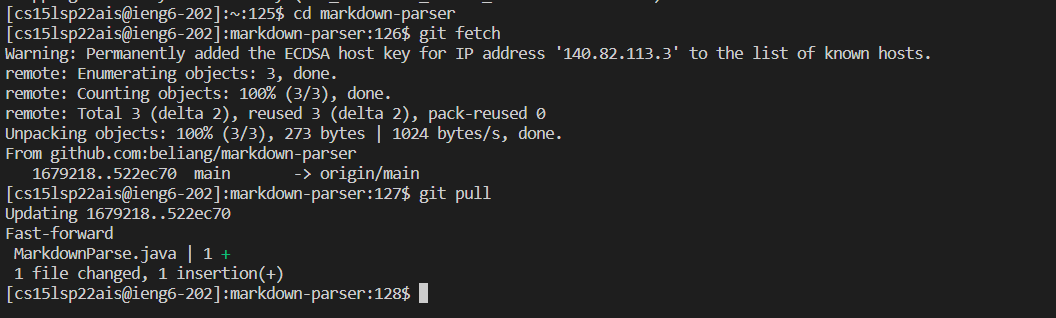 [cs15lsp22ais@ieng6-202]:~:125$ cd markdown-parser
[cs15lsp22ais@ieng6-202]:markdown-parser:126$ git fetch
Warning: Permanently added the ECDSA host key for IP address '140.82.113.3' to the list of known hosts.
remote: Enumerating objects: 3, done.
remote: Counting objects: 100% (3/3), done.
remote: Total 3 (delta 2), reused 3 (delta 2), pack-reused 0
Unpacking objects: 100% (3/3), 273 bytes | 1024 bytes/s, done.
From github.com:beliang/markdown-parser
   1679218..522ec70  main       -> origin/main
[cs15lsp22ais@ieng6-202]:markdown-parser:127$ git pull
Updating 1679218..522ec70
Fast-forward
 MarkdownParse.java | 1 +
 1 file changed, 1 insertion(+)
[cs15lsp22ais@ieng6-202]:markdown-parser:128$